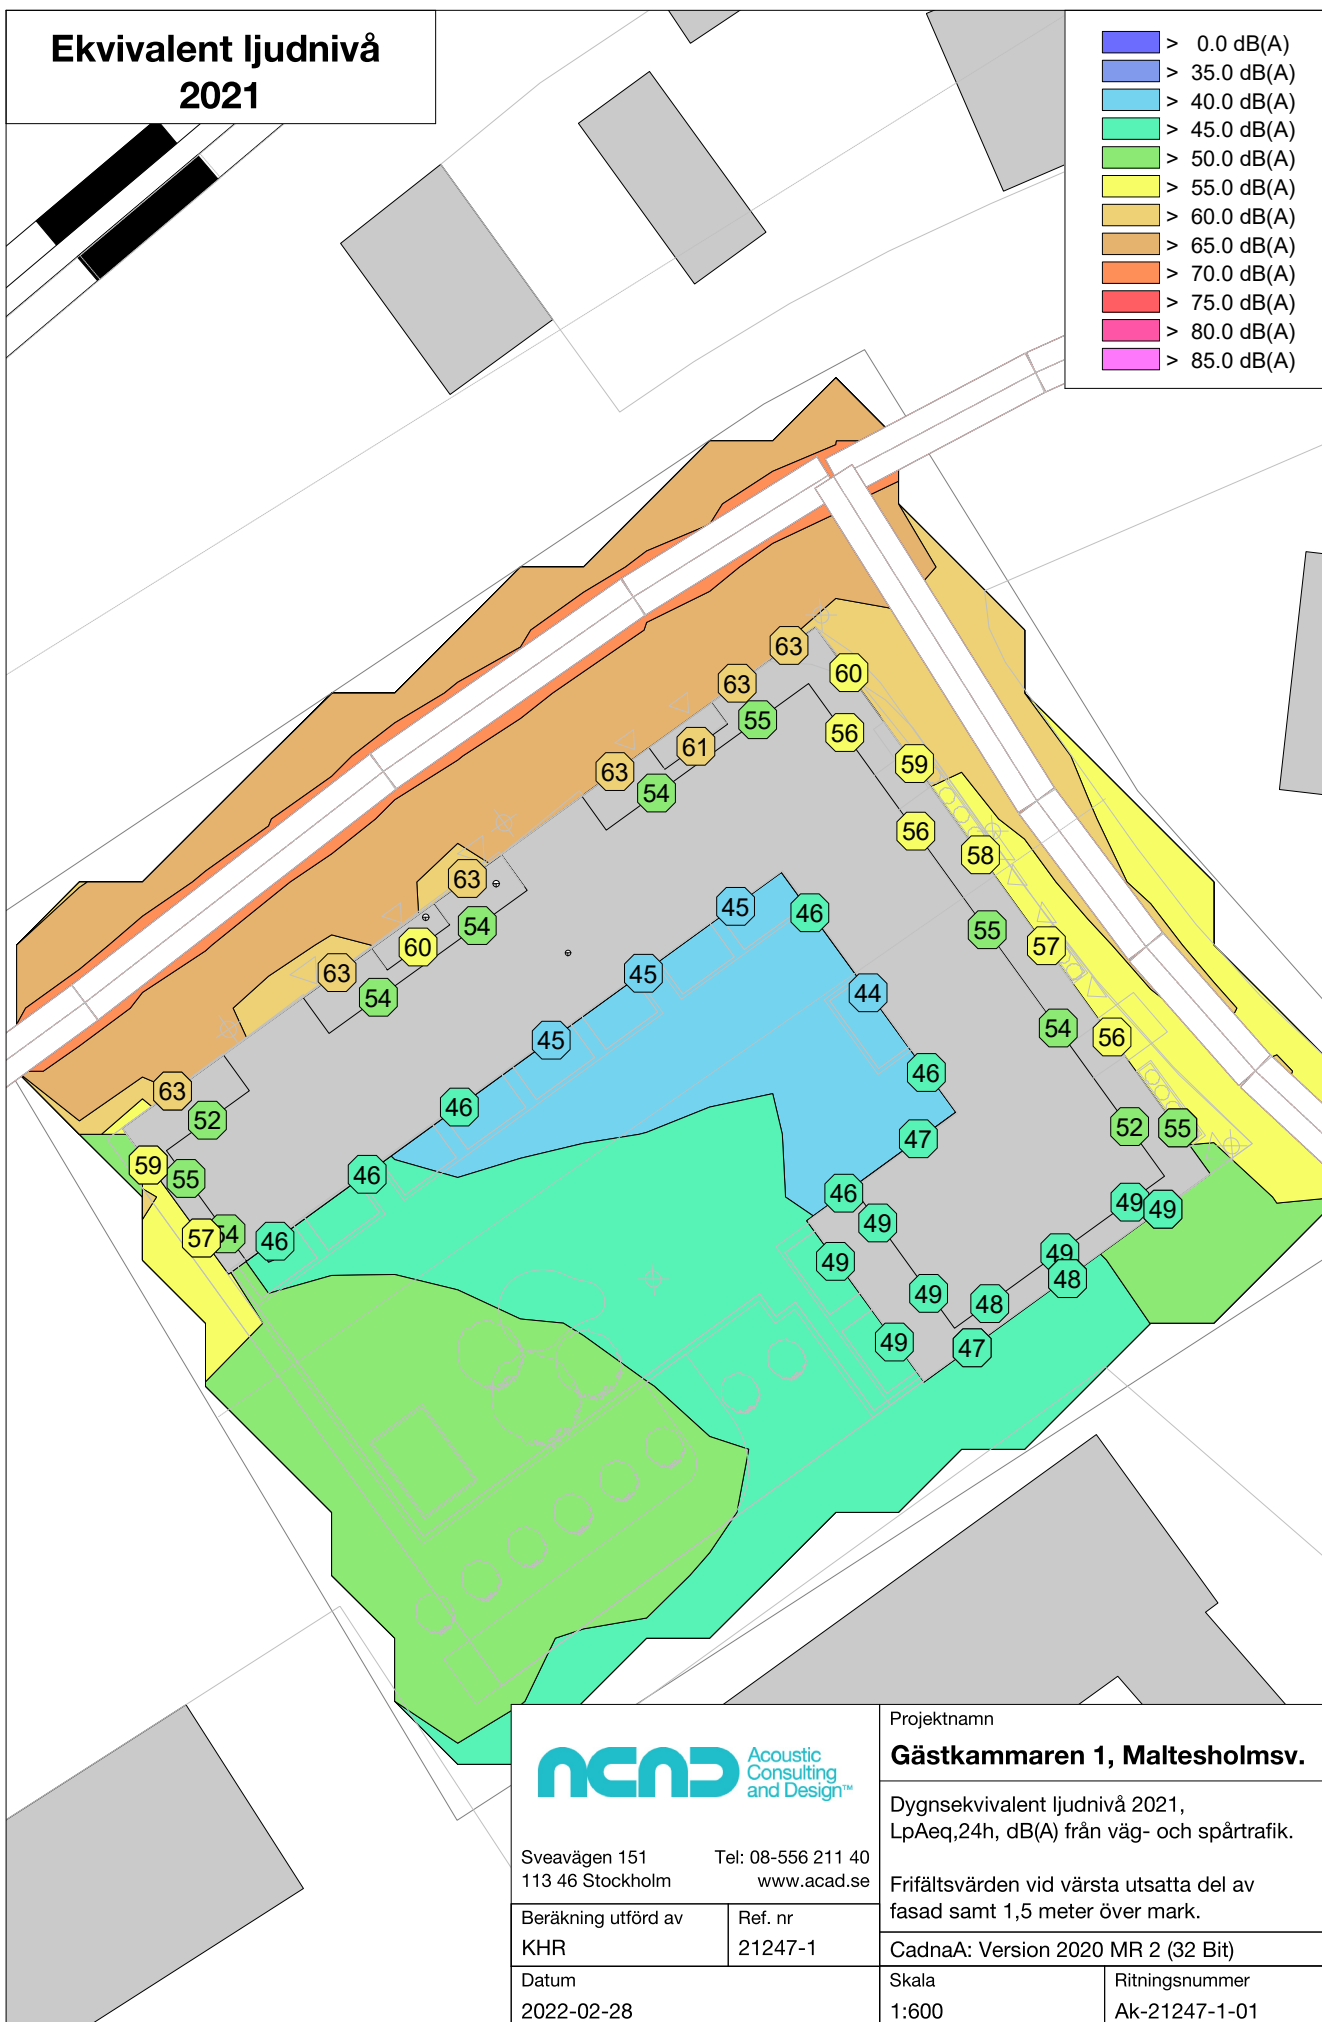 Ekvivalent ljudnivå
2021
> 0.0 dB(A)
> 35.0 dB(A)
> 40.0 dB(A)
> 45.0 dB(A)
> 50.0 dB(A)
> 55.0 dB(A)
> 60.0 dB(A)
> 65.0 dB(A)
> 70.0 dB(A)
> 75.0 dB(A)
> 80.0 dB(A)
> 85.0 dB(A)
63
60
63
55
56
61
59
63
54
56
58
63
45
46
54
55
60
57
63
45
44
54
54
45
56
46
63
46
52
52
55
47
59
46
55
46
49
49
49
57
54
46
49
49
48
49
48
49
47
acad
Acoustic
Consulting
and Design™
Sveavägen 151 Tel: 08-556 211 40
113 46 Stockholm www.acad.se
Beräkning utförd av
KHR
Ref. nr
21247-1
Datum
2022-02-28
Projektnamn
Gästkammaren 1, Maltesholmsv.
Dygnsekvivalent ljudnivå 2021,
LpAeq,24h, dB(A) från väg- och spårtrafik.
Frifältsvärden vid värsta utsatta del av
fasad samt 1,5 meter över mark.
CadnaA: Version 2020 MR 2 (32 Bit)
Skala
1:600
Ritningsnummer
Ak-21247-1-01